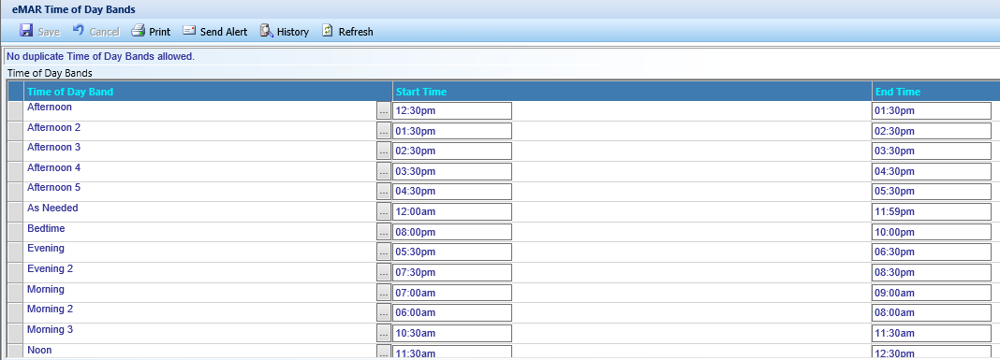 eMAR Time of Day Bands
Save Cancel Print Send Alert History Refresh
No duplicate Time of Day Bands allowed.
Time of Day Bands
Time of Day Band Start Time End Time
Afternoon ... 12:30pm 01:30pm
Afternoon 2 ... 01:30pm 02:30pm
Afternoon 3 ... 02:30pm 03:30pm
Afternoon 4 ... 03:30pm 04:30pm
Afternoon 5 ... 04:30pm 05:30pm
As Needed ... 12:00am 11:59pm
Bedtime ... 08:00pm 10:00pm
Evening ... 05:30pm 06:30pm
Evening 2 ... 07:30pm 08:30pm
Morning ... 07:00am 09:00am
Morning 2 ... 06:00am 08:00am
Morning 3 ... 10:30am 11:30am
Noon ... 11:30am 12:30pm